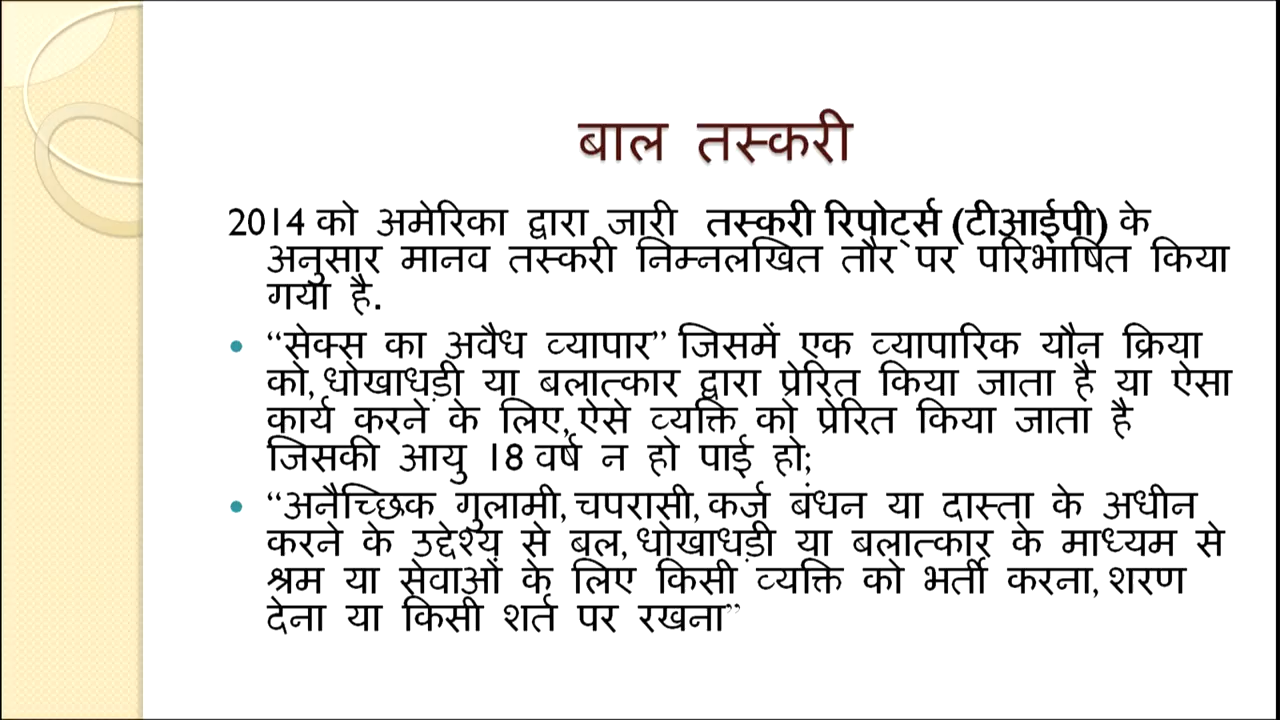 बाल तस्करी
2014 को अमेरिका द्वारा जारी तस्करी रिपोर्ट्स (टीआईपी) के
अनुसार मानव तस्करी निम्नलखित तौर पर परिभाषित किया
गया है.
• “सेक्स का अवैध व्यापार” जिसमें एक व्यापारिक यौन क्रिया
को, धोखाधड़ी या बलात्कार द्वारा प्रेरित किया जाता है या ऐसा
कार्य करने के लिए, ऐसे व्यक्ति को प्रेरित किया जाता है
जिसकी आयु 18 वर्ष न हो पाई हो;
• “अनैच्छिक गुलामी, चपरासी, कर्ज बंधन या दास्ता के अधीन
करने के उद्देश्य से बल, धोखाधड़ी या बलात्कार के माध्यम से
श्रम या सेवाओं के लिए किसी व्यक्ति को भर्ती करना, शरण
देना या किसी शर्त पर रखना”